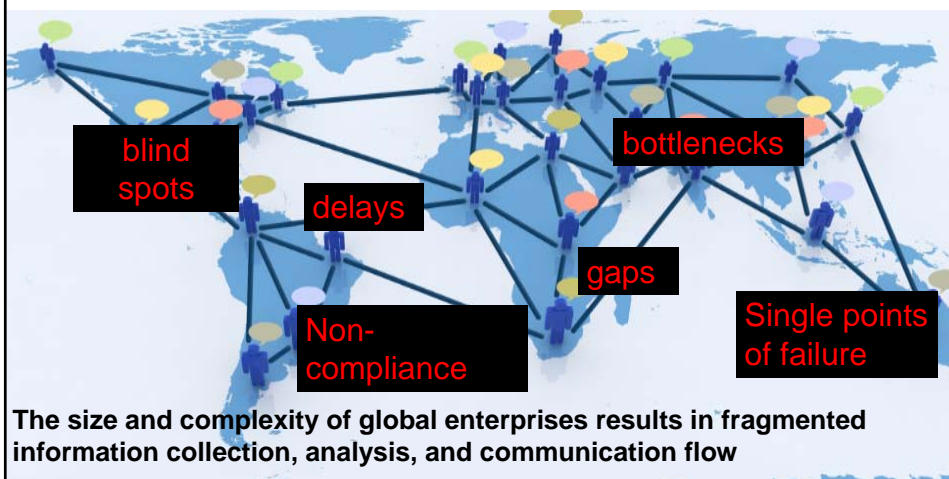 blind
spots
bottlenecks
delays
gaps
Non-
compliance
Single points
of failure
The size and complexity of global enterprises results in fragmented
information collection, analysis, and communication flow